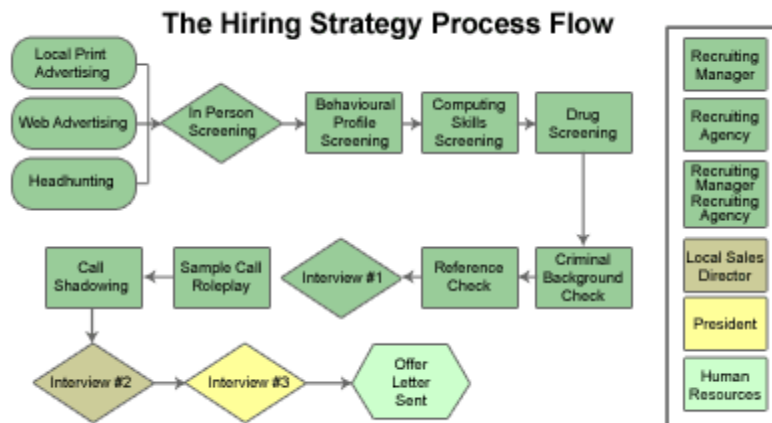 The Hiring Strategy Process Flow
Local Print
Advertising
Web Advertising
Headhunting
In Person
Screening
Behavioural
Profile
Screening
Computing
Skills
Screening
Drug
Screening
Call
Shadowing
Sample Call
Roleplay
Interview #1
Reference
Check
Criminal
Background
Check
Interview #2
Interview #3
Offer
Letter
Sent
Recruiting
Manager
Recruiting
Agency
Recruiting
Manager
Recruiting
Agency
Local Sales
Director
President
Human
Resources